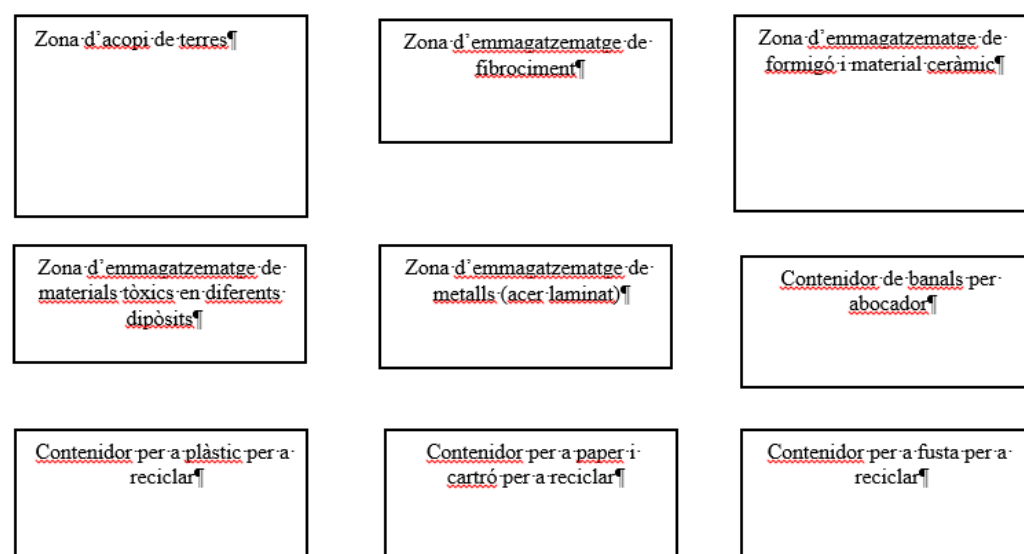 Zona d’acopi de terres¶
Zona d’emmagatzematge de
fibrociment¶
Zona d’emmagatzematge de
formigó i material ceràmic¶
Zona d’emmagatzematge de
materials tòxics en diferents
dipòsits¶
Zona d’emmagatzematge de
metalls (acer laminat)¶
Contenidor de banals per
abocador¶
Contenidor per a plàstic per a
reciclar¶
Contenidor per a paper i
cartró per a reciclar¶
Contenidor per a fusta per a
reciclar¶